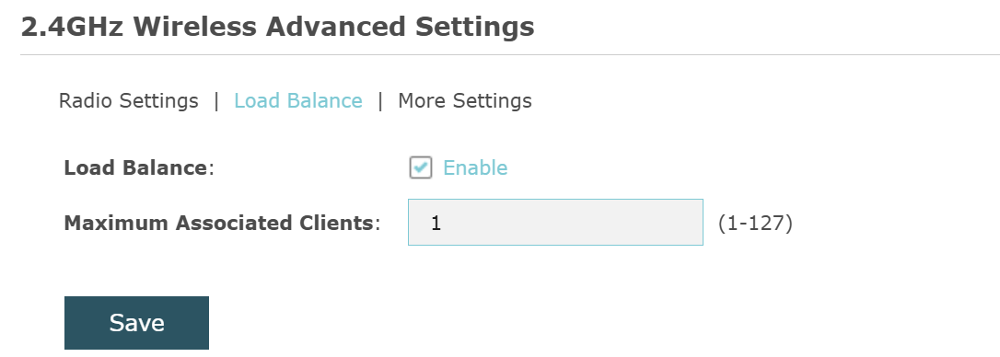 2.4GHz Wireless Advanced Settings
Radio Settings | Load Balance | More Settings
Load Balance: Enable
Maximum Associated Clients: 1 (1-127)
Save